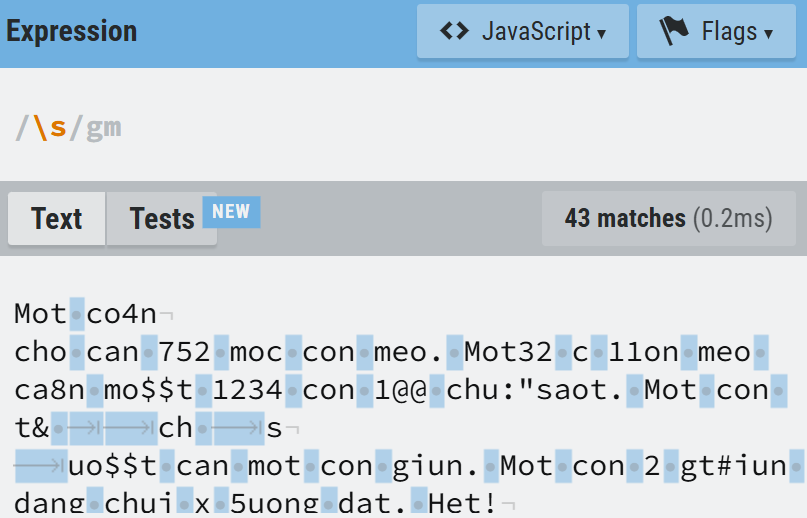 Expression
<> JavaScript ▾ Flags ▾
/\s/gm
Text Tests NEW 43 matches (0.2ms)
Mot·co4n¬
cho·can·752·moc·con·meo.·Mot32·c·11on·meo·
ca8n·mo$$t·1234·con·1@@·chu:"saot.·Mot·con·
t&·→→ch·→s¬
→uo$$t·can·mot·con·giun.·Mot·con·2·gt#iun·
dang·chui·x·5uong·dat.·Het!¬